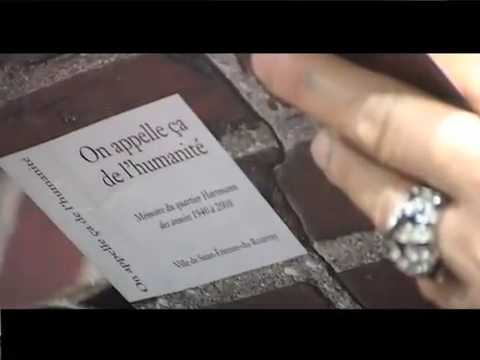 On appelle ça
de l'humanité
Mémoire du quartier Hartmann
des années 1940 à 2008
Ville de Saint-Étienne-du-Rouvray
On appelle ça de l'humanité